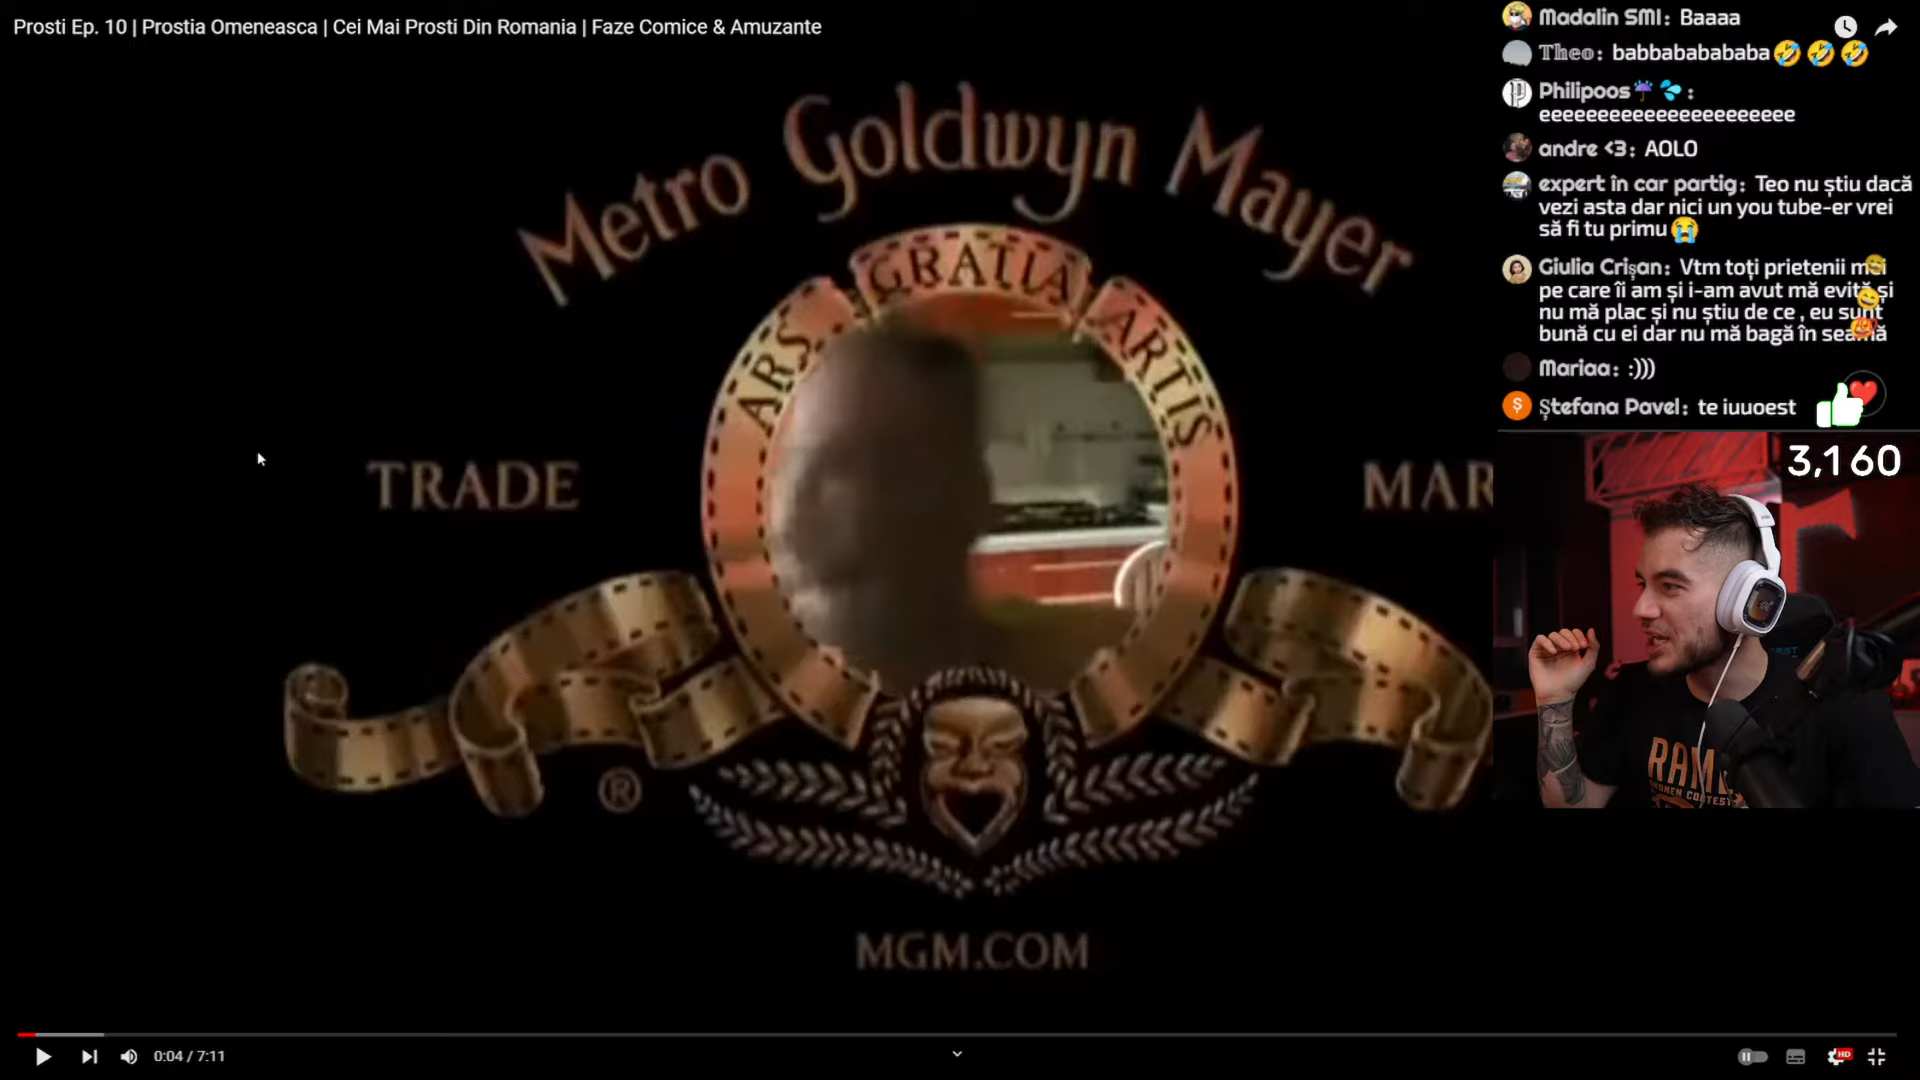 Prosti Ep. 10 | Prostia Omeneasca | Cei Mai Prosti Din Romania | Faze Comice & Amuzante
Metro Goldwyn Mayer
ARS GRATIA ARTIS
TRADE
MAR
®
MGM.COM
0:04 / 7:11
HD
Madalin SMI: Baaaa
Theo: babbababababa🤣🤣🤣
Philipoos☔💦:
eeeeeeeeeeeeeeeeeeeeee
andre <3: AOLO
expert în car partig: Teo nu știu dacă
vezi asta dar nici un you tube-er vrei
să fi tu primu😭
Giulia Crișan: Vtm toți prietenii mei
pe care îi am și i-am avut mă evită și
nu mă plac și nu știu de ce , eu sunt
bună cu ei dar nu mă bagă în seamă
Mariaa: :)))
Ș
Ștefana Pavel: te iuuoest
3,160